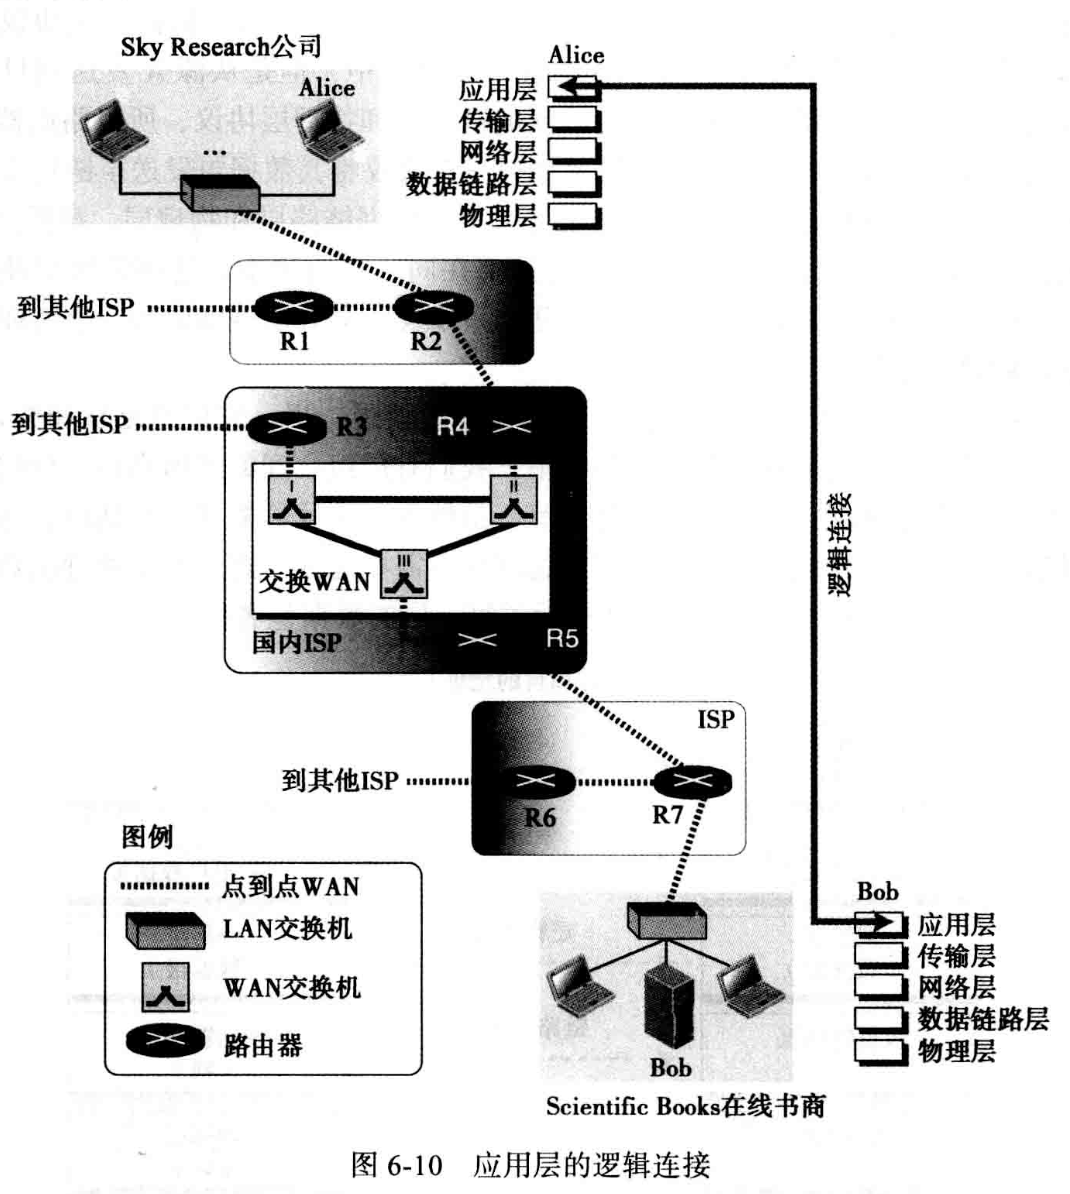 Sky Research公司
Alice
...
Alice
应用层
传输层
网络层
数据链路层
物理层
到其他ISP
R1
R2
到其他ISP
R3
R4
I
II
III
交换WAN
国内ISP
R5
逻辑连接
ISP
到其他ISP
R6
R7
图例
点到点WAN
LAN交换机
WAN交换机
路由器
Bob
应用层
传输层
网络层
数据链路层
物理层
Bob
Scientific Books在线书商
图 6-10 应用层的逻辑连接